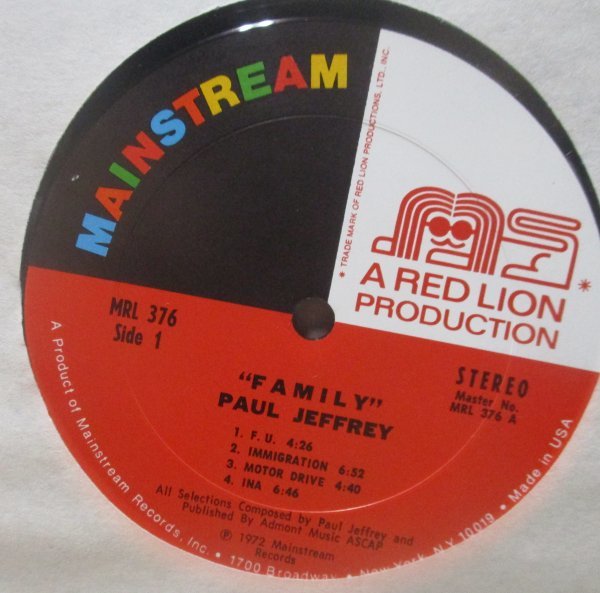 MAINSTREAM
* TRADE MARK OF RED LION PRODUCTIONS, LTD., INC.
*
A RED LION
PRODUCTION
MRL 376
Side 1
STEREO
Master No.
MRL 376 A
"FAMILY"
PAUL JEFFREY
1. F. U. 4:26
2. IMMIGRATION 6:52
3. MOTOR DRIVE 4:40
4. INA 6:46
All Selections Composed by Paul Jeffrey and
Published By Admont Music ASCAP
Ⓟ 1972 Mainstream
Records
A Product of Mainstream Records, Inc. • 1700 Broadway • New York, N.Y. 10019 • Made in USA